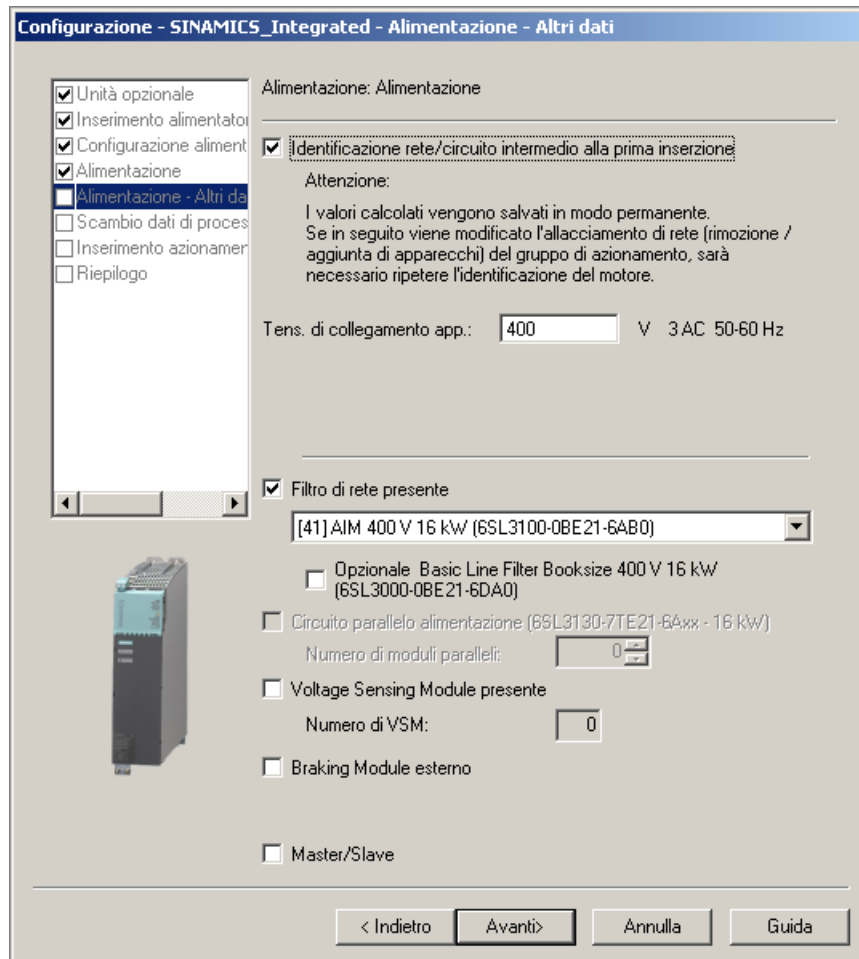 Configurazione - SINAMICS_Integrated - Alimentazione - Altri dati
Unità opzionale
Inserimento alimentator
Configurazione aliment
Alimentazione
Alimentazione - Altri da
Scambio dati di proces
Inserimento azionamer
Riepilogo
Alimentazione: Alimentazione
Identificazione rete/circuito intermedio alla prima inserzione
Attenzione:
I valori calcolati vengono salvati in modo permanente.
Se in seguito viene modificato l'allacciamento di rete (rimozione /
aggiunta di apparecchi) del gruppo di azionamento, sarà
necessario ripetere l'identificazione del motore.
Tens. di collegamento app.: 400 V 3 AC 50-60 Hz
Filtro di rete presente
[41] AIM 400 V 16 kW (6SL3100-0BE21-6AB0)
Opzionale Basic Line Filter Booksize 400 V 16 kW
(6SL3000-0BE21-6DA0)
Circuito parallelo alimentazione (6SL3130-7TE21-6Axx - 16 kW)
Numero di moduli paralleli: 0
Voltage Sensing Module presente
Numero di VSM: 0
Braking Module esterno
Master/Slave
< Indietro Avanti> Annulla Guida